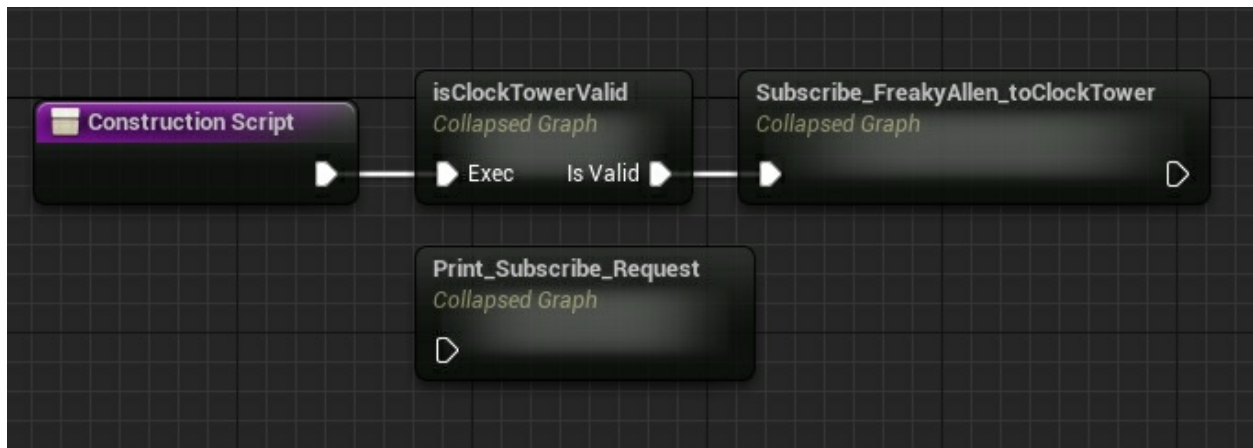 Construction Script
isClockTowerValid
Collapsed Graph
Exec Is Valid
Subscribe_FreakyAllen_toClockTower
Collapsed Graph
Print_Subscribe_Request
Collapsed Graph